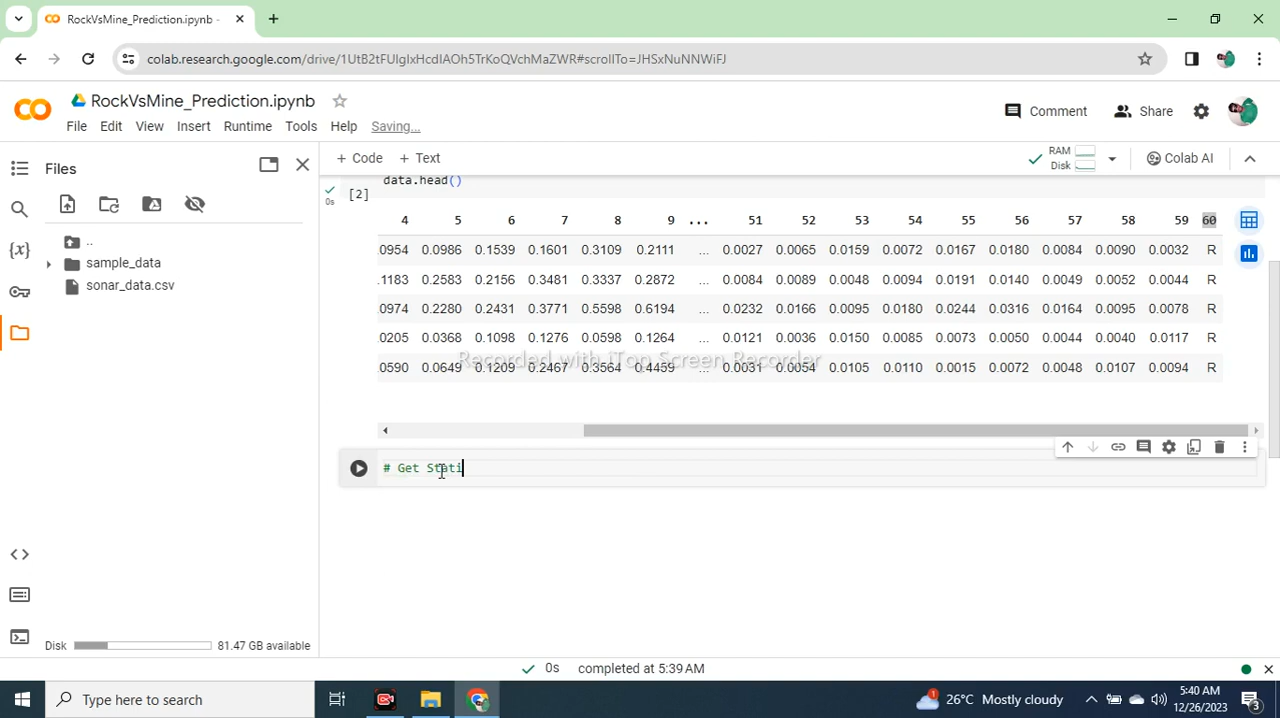 RockVsMine_Prediction.ipynb -
colab.research.google.com/drive/1UtB2tFUIgIxHcdIAOh5TrKoQVchMaZWR#scrollTo=JHSxNuNNWiFJ
RockVsMine_Prediction.ipynb
Comment
Share
File Edit View Insert Runtime Tools Help Saving...
Files
+ Code + Text
RAM
Disk
Colab AI
data.head()
[2]
0s
4 5 6 7 8 9 ... 51 52 53 54 55 56 57 58 59 60
.0954 0.0986 0.1539 0.1601 0.3109 0.2111 ... 0.0027 0.0065 0.0159 0.0072 0.0167 0.0180 0.0084 0.0090 0.0032 R
.1183 0.2583 0.2156 0.3481 0.3337 0.2872 ... 0.0084 0.0089 0.0048 0.0094 0.0191 0.0140 0.0049 0.0052 0.0044 R
.0974 0.2280 0.2431 0.3771 0.5598 0.6194 ... 0.0232 0.0166 0.0095 0.0180 0.0244 0.0316 0.0164 0.0095 0.0078 R
.0205 0.0368 0.1098 0.1276 0.0598 0.1264 ... 0.0121 0.0036 0.0150 0.0085 0.0073 0.0050 0.0044 0.0040 0.0117 R
.0590 0.0649 0.1209 0.2467 0.3564 0.4459 ... 0.0031 0.0054 0.0105 0.0110 0.0015 0.0072 0.0048 0.0107 0.0094 R
Recorded with iTop Screen Recorder
..
sample_data
sonar_data.csv
# Get Stati
Disk
81.47 GB available
0s completed at 5:39 AM
Type here to search
1
26°C Mostly cloudy
5:40 AM
12/26/2023
3